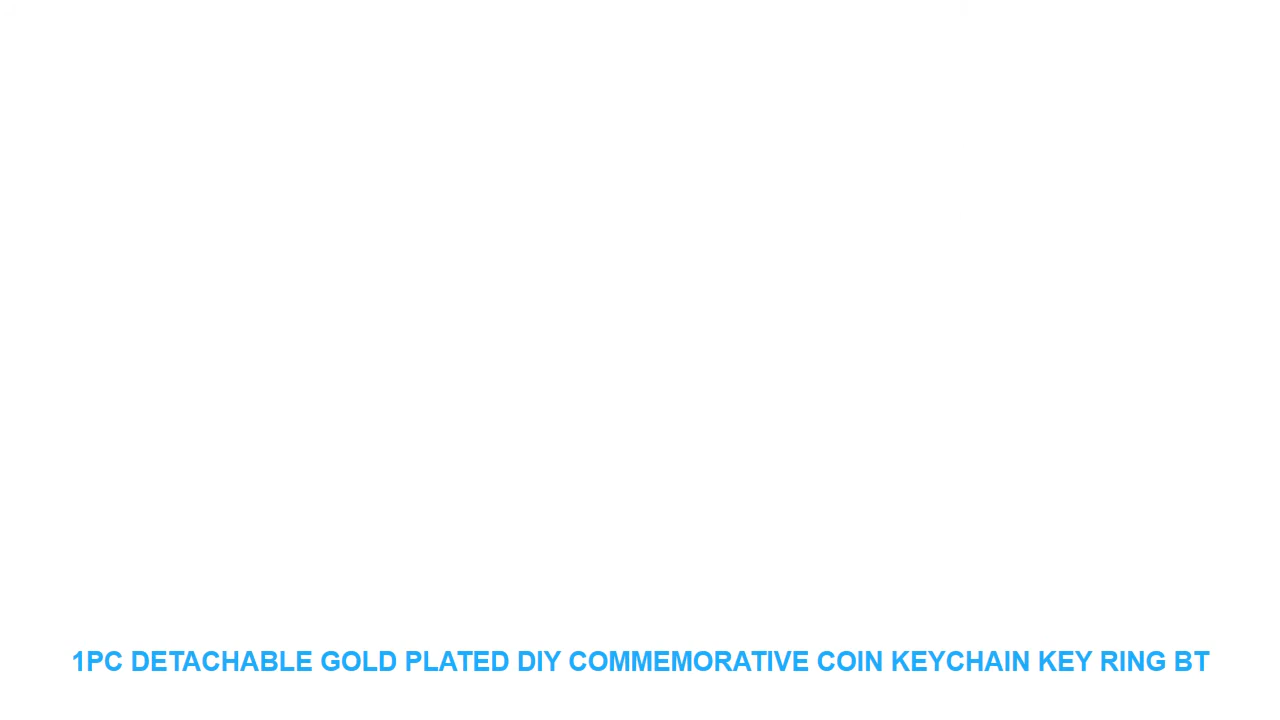 1PC DETACHABLE GOLD PLATED DIY COMMEMORATIVE COIN KEYCHAIN KEY RING BT